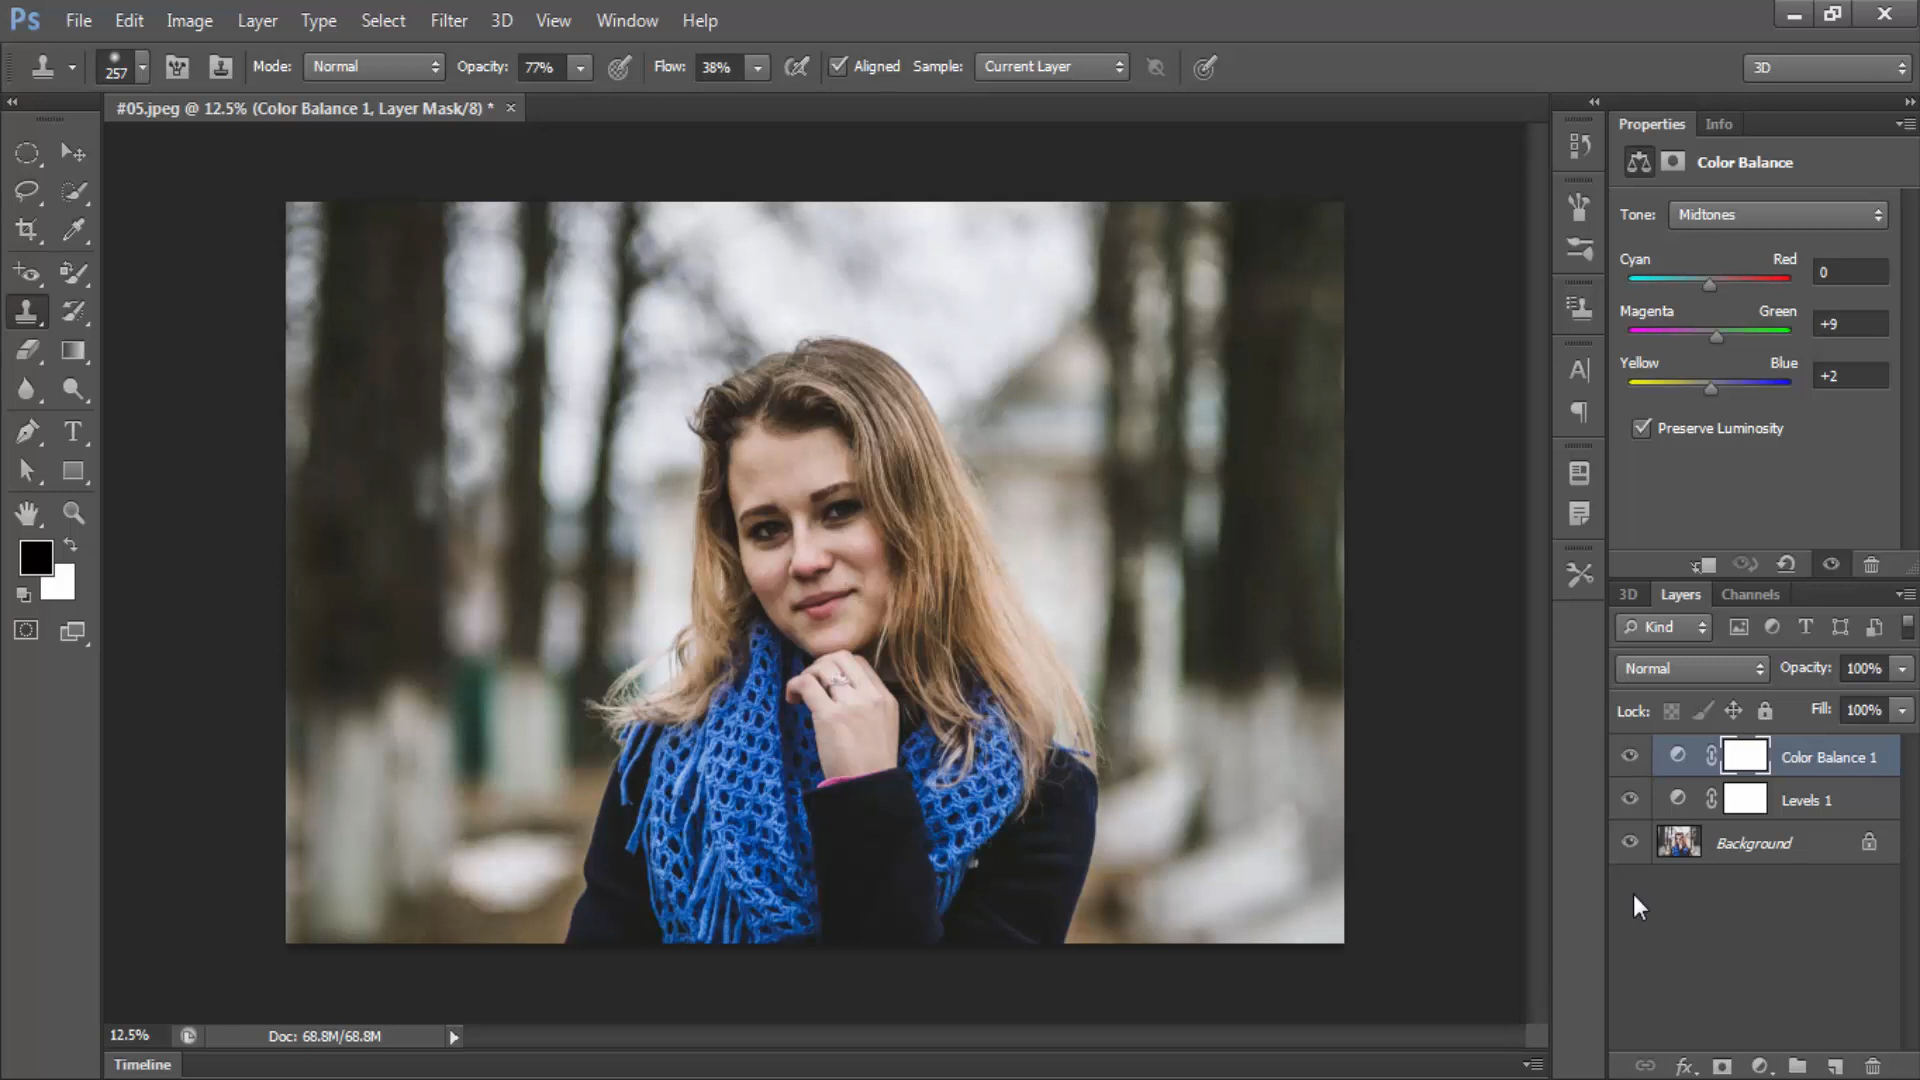 Ps File Edit Image Layer Type Select Filter 3D View Window Help
257 Mode: Normal Opacity: 77% Flow: 38% Aligned Sample: Current Layer 3D
#05.jpeg @ 12.5% (Color Balance 1, Layer Mask/8) *
Properties Info
Color Balance
Tone: Midtones
Cyan Red 0
Magenta Green +9
Yellow Blue +2
Preserve Luminosity
3D Layers Channels
Kind
Normal Opacity: 100%
Lock: Fill: 100%
Color Balance 1
Levels 1
Background
12.5% Doc: 68.8M/68.8M
Timeline